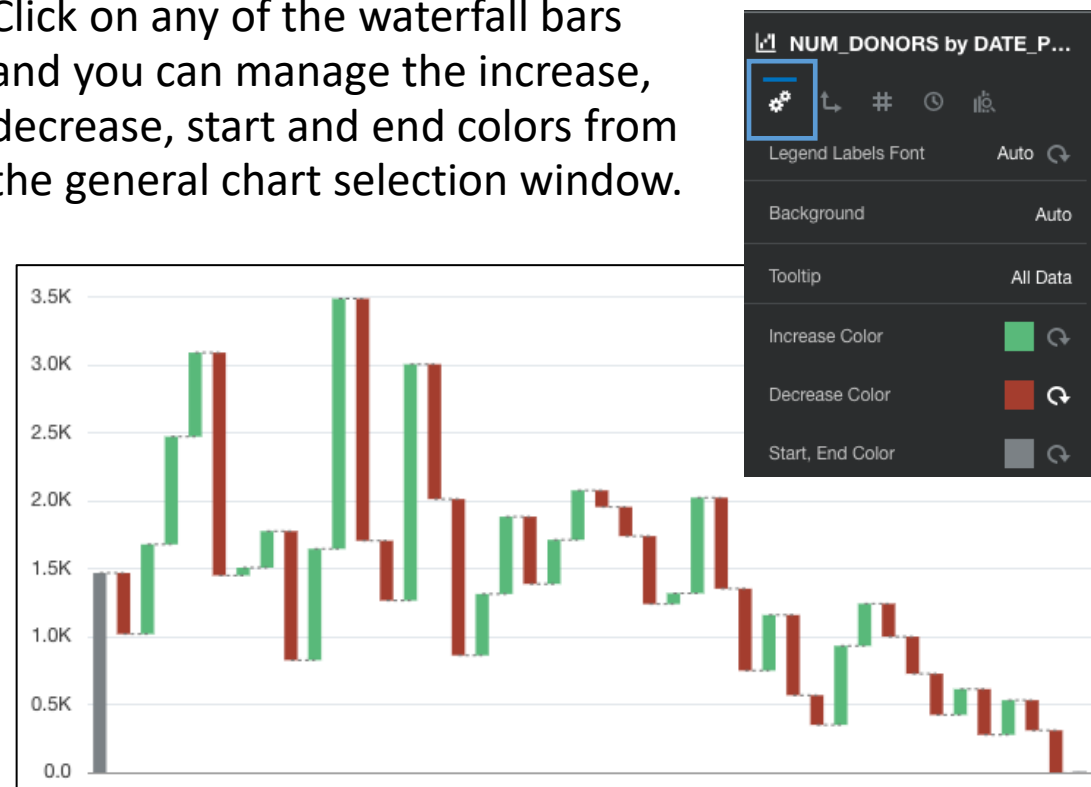 Click on any of the waterfall bars
and you can manage the increase,
decrease, start and end colors from
the general chart selection window.
NUM_DONORS by DATE_P...
Legend Labels Font Auto
Background Auto
Tooltip All Data
Increase Color
Decrease Color
Start, End Color
3.5K
3.0K
2.5K
2.0K
1.5K
1.0K
0.5K
0.0